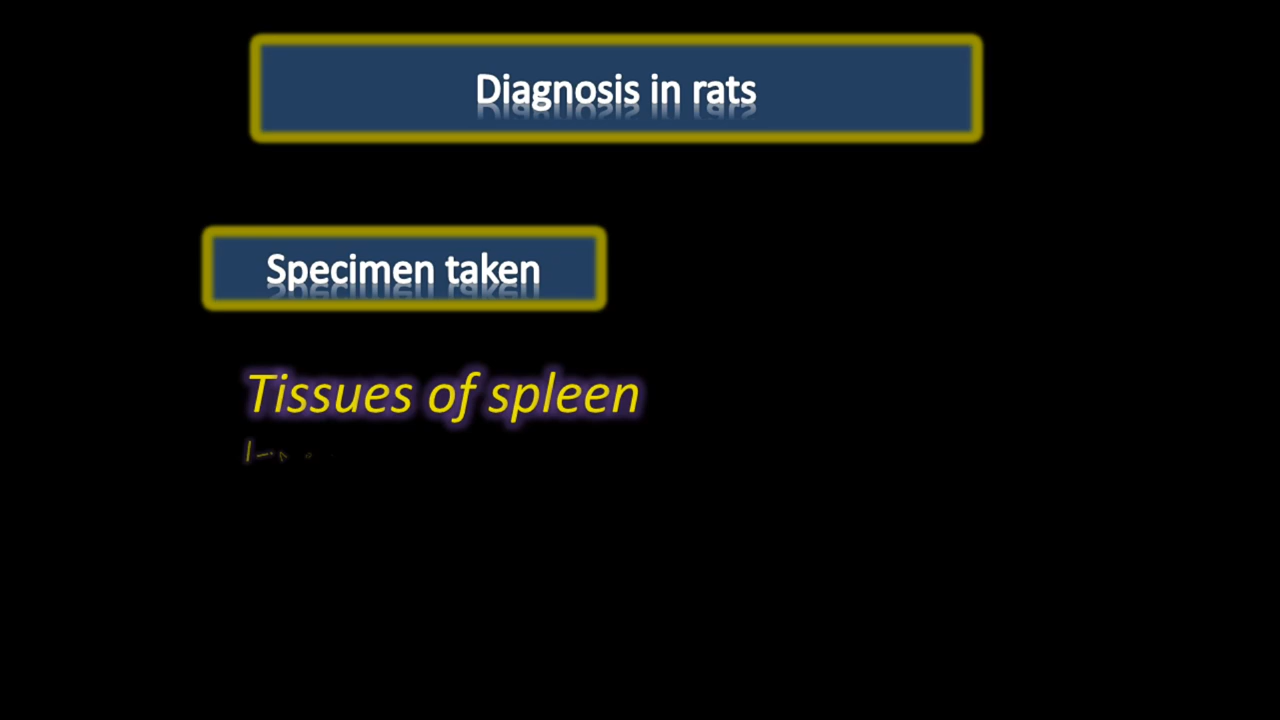 Diagnosis in rats
Specimen taken
Tissues of spleen